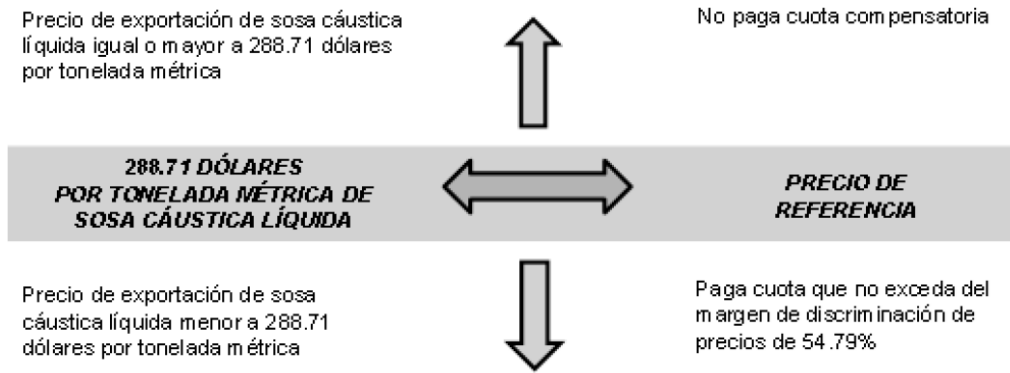 Precio de exportación de sosa cáustica
líquida igual o mayor a 288.71 dólares
por tonelada métrica
No paga cuota compensatoria
288.71 DÓLARES
POR TONELADA MÉTRICA DE
SOSA CÁUSTICA LÍQUIDA
PRECIO DE
REFERENCIA
Precio de exportación de sosa
cáustica líquida menor a 288.71
dólares por tonelada métrica
Paga cuota que no exceda del
margen de discriminación de
precios de 54.79%